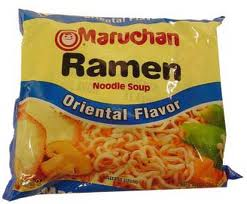 Maruchan
Ramen
Noodle Soup
Oriental Flavor